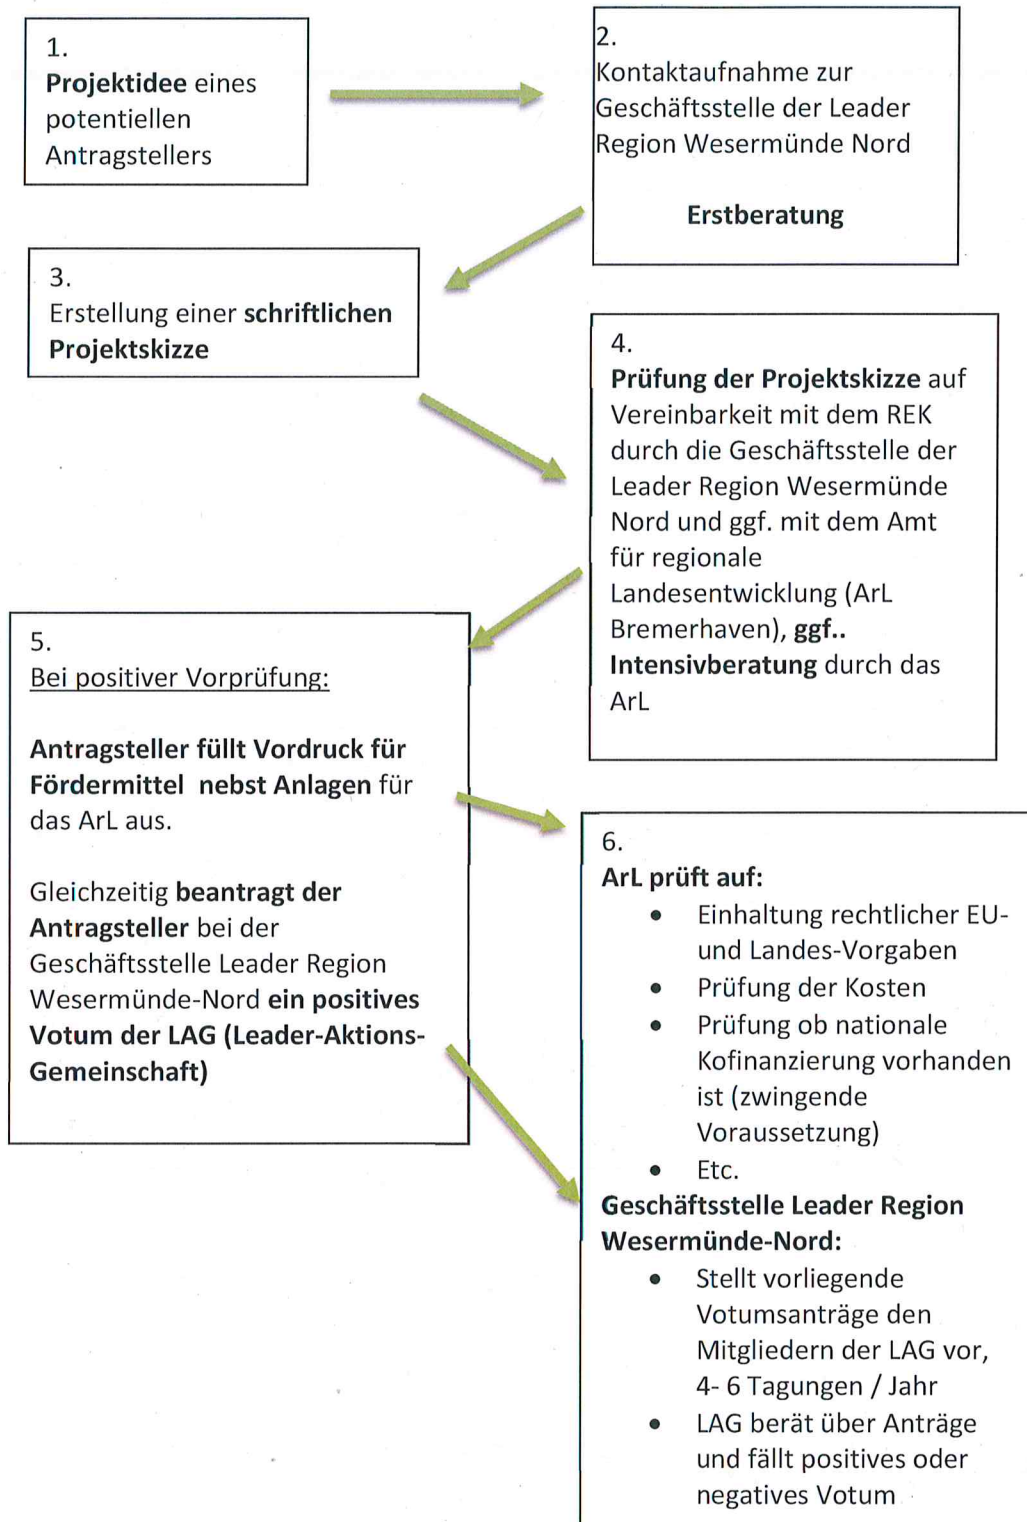 1.
Projektidee eines
potentiellen
Antragstellers
2.
Kontaktaufnahme zur
Geschäftsstelle der Leader
Region Wesermünde Nord
Erstberatung
3.
Erstellung einer schriftlichen
Projektskizze
4.
Prüfung der Projektskizze auf
Vereinbarkeit mit dem REK
durch die Geschäftsstelle der
Leader Region Wesermünde
Nord und ggf. mit dem Amt
für regionale
Landesentwicklung (ArL
Bremerhaven), ggf..
Intensivberatung durch das
ArL
5.
Bei positiver Vorprüfung:
Antragsteller füllt Vordruck für
Fördermittel nebst Anlagen für
das ArL aus.
Gleichzeitig beantragt der
Antragsteller bei der
Geschäftsstelle Leader Region
Wesermünde-Nord ein positives
Votum der LAG (Leader-Aktions-
Gemeinschaft)
6.
ArL prüft auf:
• Einhaltung rechtlicher EU-
und Landes-Vorgaben
• Prüfung der Kosten
• Prüfung ob nationale
Kofinanzierung vorhanden
ist (zwingende
Voraussetzung)
• Etc.
Geschäftsstelle Leader Region
Wesermünde-Nord:
• Stellt vorliegende
Votumsanträge den
Mitgliedern der LAG vor,
4- 6 Tagungen / Jahr
• LAG berät über Anträge
und fällt positives oder
negatives Votum